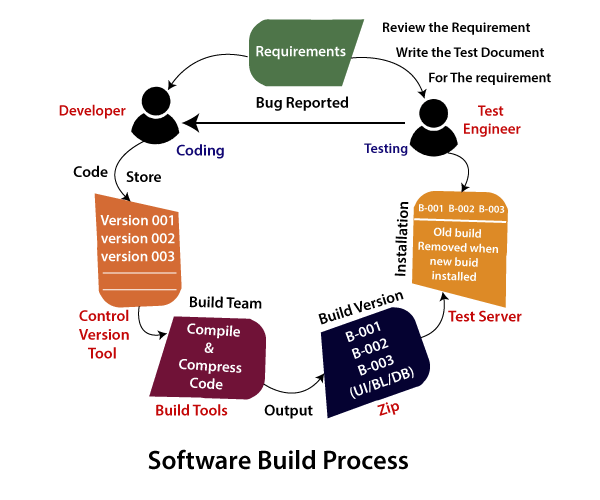 Requirements
Review the Requirement
Write the Test Document
For The requirement
Developer
Bug Reported
Test
Engineer
Coding
Testing
Code
Store
Version 001
version 002
version 003
Control
Version
Tool
Build Team
Compile
&
Compress
Code
Build Tools
Output
Build Version
B-001
B-002
B-003
(UI/BL/DB)
Zip
Installation
B-001 B-002 B-003
Old build
Removed when
new buid
installed
Test Server
Software Build Process